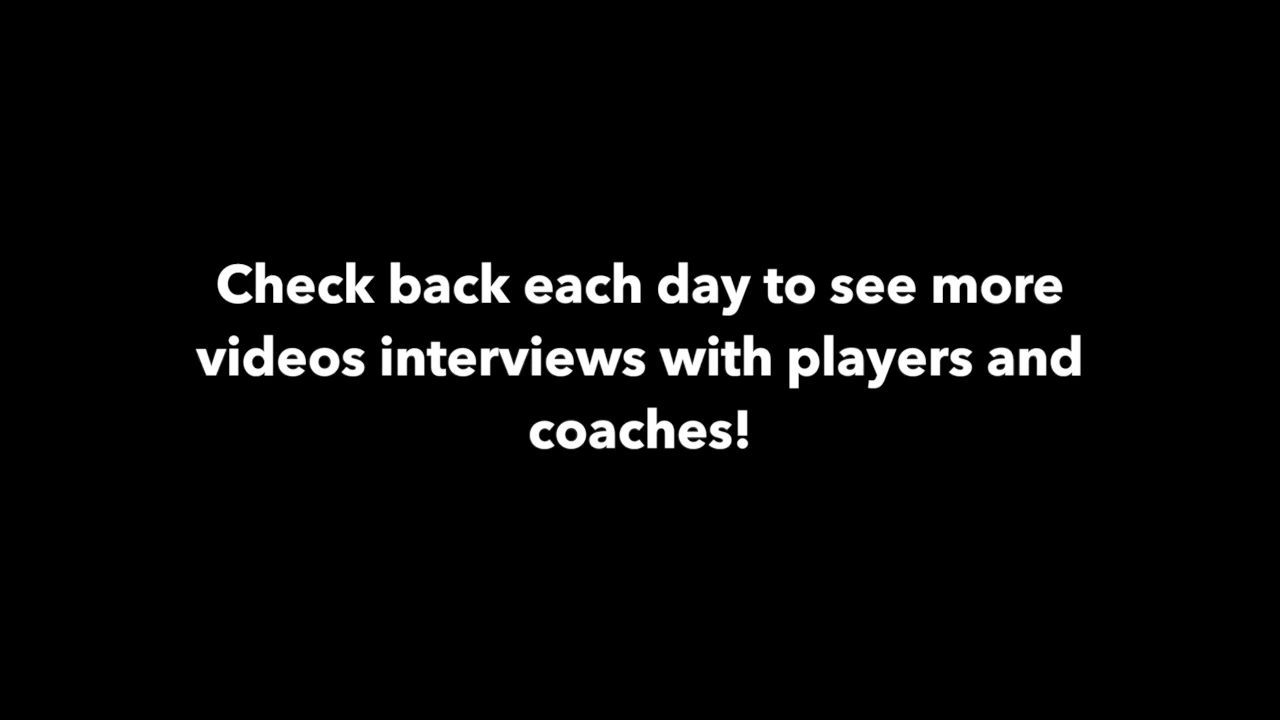 Check back each day to see more
videos interviews with players and
coaches!